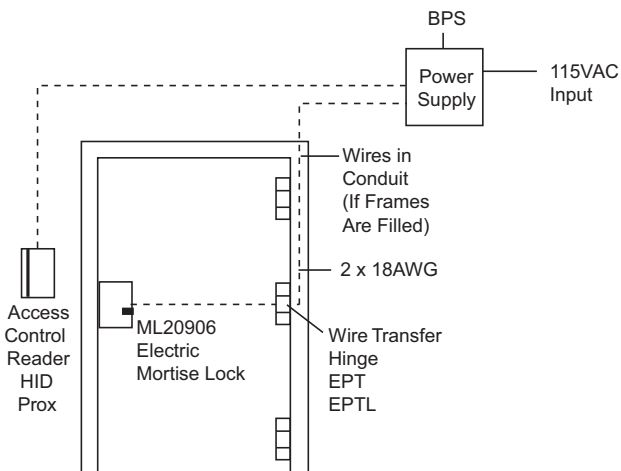 BPS
Power
Supply
115VAC
Input
Wires in
Conduit
(If Frames
Are Filled)
2 x 18AWG
Access
Control
Reader
HID
Prox
ML20906
Electric
Mortise Lock
Wire Transfer
Hinge
EPT
EPTL